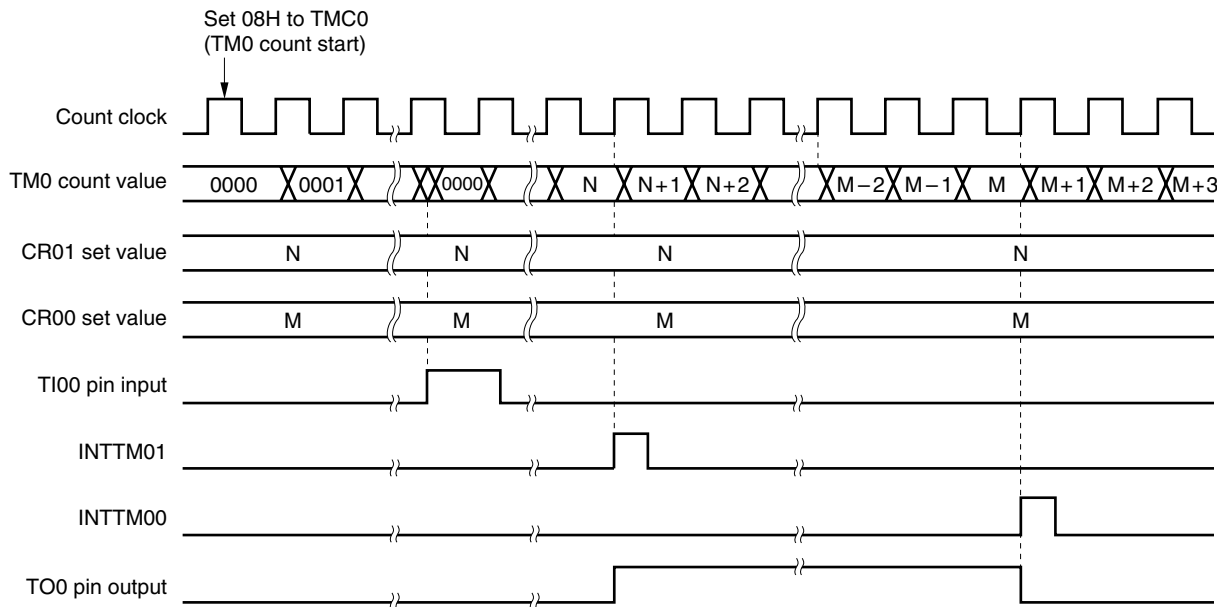 Set 08H to TMC0
(TM0 count start)
Count clock
TM0 count value 0000 0001 0000 N N+1 N+2 M−2 M−1 M M+1 M+2 M+3
CR01 set value N N N N
CR00 set value M M M M
TI00 pin input
INTTM01
INTTM00
TO0 pin output